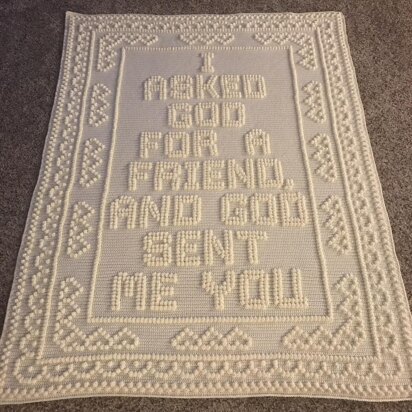 I
ASKED
GOD
FOR A
FRIEND,
AND GOD
SENT
ME YOU.